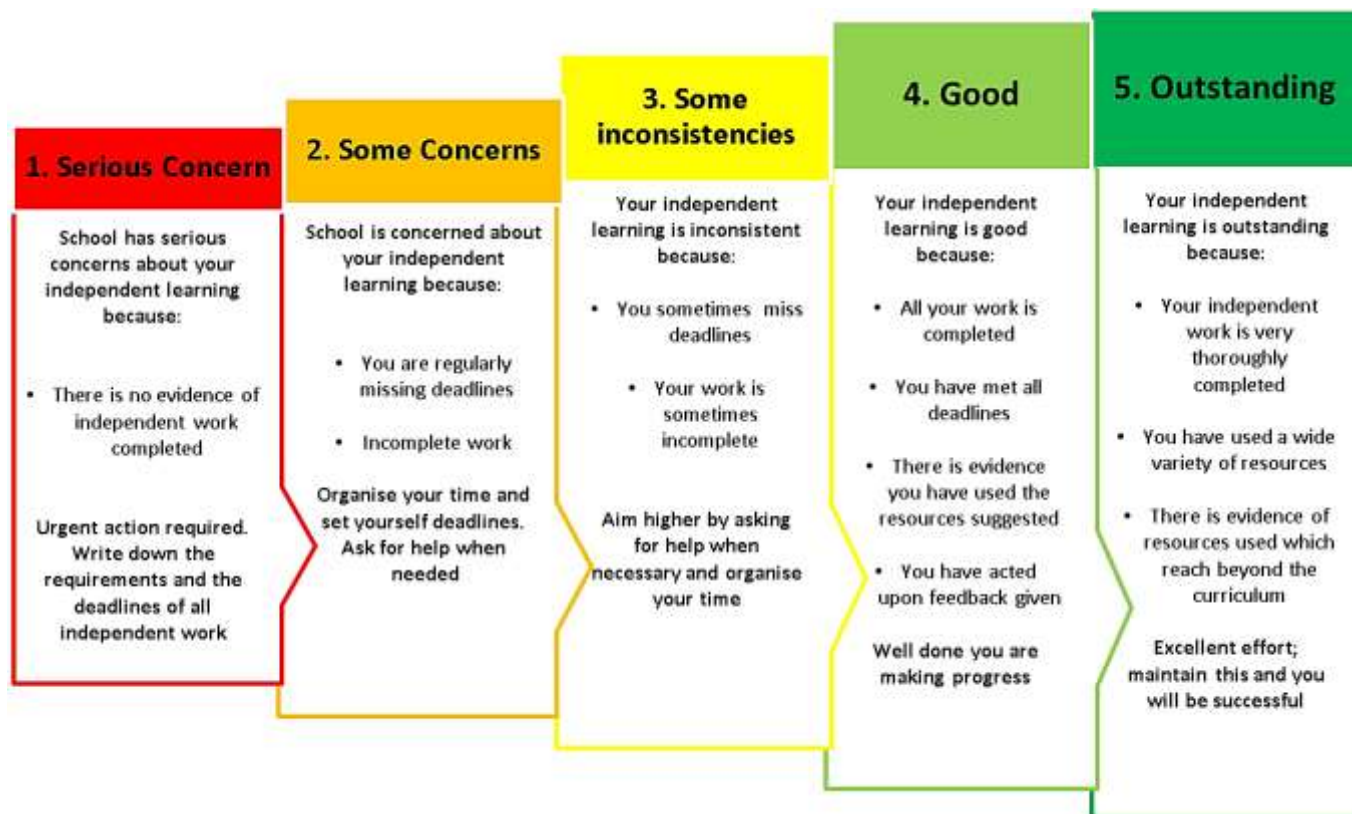 1. Serious Concern
School has serious
concerns about your
independent learning
because:
• There is no evidence of
independent work
completed
Urgent action required.
Write down the
requirements and the
deadlines of all
independent work
2. Some Concerns
School is concerned about
your independent
learning because:
• You are regularly
missing deadlines
• Incomplete work
Organise your time and
set yourself deadlines.
Ask for help when
needed
3. Some
inconsistencies
Your independent
learning is inconsistent
because:
• You sometimes miss
deadlines
• Your work is
sometimes
incomplete
Aim higher by asking
for help when
necessary and organise
your time
4. Good
Your independent
learning is good
because:
• All your work is
completed
• You have met all
deadlines
• There is evidence
you have used the
resources suggested
• You have acted
upon feedback given
Well done you are
making progress
5. Outstanding
Your independent
learning is outstanding
because:
• Your independent
work is very
thoroughly
completed
• You have used a wide
variety of resources
• There is evidence of
resources used which
reach beyond the
curriculum
Excellent effort;
maintain this and you
will be successful